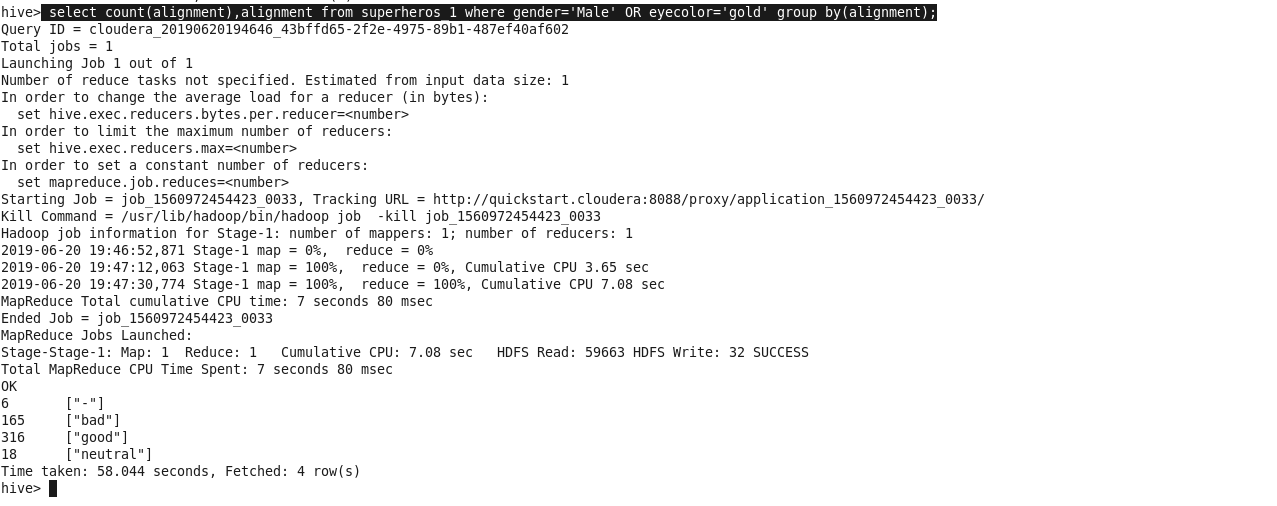 hive> select count(alignment),alignment from superheros_1 where gender='Male' OR eyecolor='gold' group by(alignment);
Query ID = cloudera_20190620194646_43bffd65-2f2e-4975-89b1-487ef40af602
Total jobs = 1
Launching Job 1 out of 1
Number of reduce tasks not specified. Estimated from input data size: 1
In order to change the average load for a reducer (in bytes):
  set hive.exec.reducers.bytes.per.reducer=<number>
In order to limit the maximum number of reducers:
  set hive.exec.reducers.max=<number>
In order to set a constant number of reducers:
  set mapreduce.job.reduces=<number>
Starting Job = job_1560972454423_0033, Tracking URL = http://quickstart.cloudera:8088/proxy/application_1560972454423_0033/
Kill Command = /usr/lib/hadoop/bin/hadoop job  -kill job_1560972454423_0033
Hadoop job information for Stage-1: number of mappers: 1; number of reducers: 1
2019-06-20 19:46:52,871 Stage-1 map = 0%,  reduce = 0%
2019-06-20 19:47:12,063 Stage-1 map = 100%,  reduce = 0%, Cumulative CPU 3.65 sec
2019-06-20 19:47:30,774 Stage-1 map = 100%,  reduce = 100%, Cumulative CPU 7.08 sec
MapReduce Total cumulative CPU time: 7 seconds 80 msec
Ended Job = job_1560972454423_0033
MapReduce Jobs Launched:
Stage-Stage-1: Map: 1  Reduce: 1   Cumulative CPU: 7.08 sec   HDFS Read: 59663 HDFS Write: 32 SUCCESS
Total MapReduce CPU Time Spent: 7 seconds 80 msec
OK
6       ["-"]
165     ["bad"]
316     ["good"]
18      ["neutral"]
Time taken: 58.044 seconds, Fetched: 4 row(s)
hive>